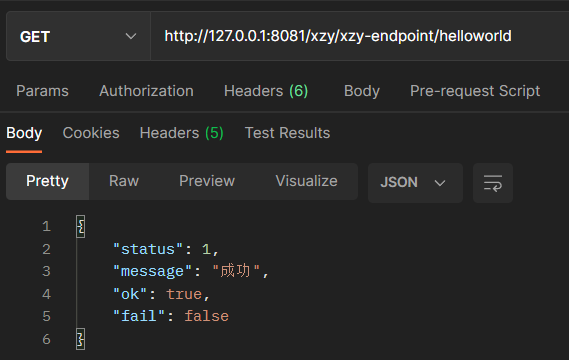 GET http://127.0.0.1:8081/xzy/xzy-endpoint/helloworld
Params Authorization Headers (6) Body Pre-request Script
Body Cookies Headers (5) Test Results
Pretty Raw Preview Visualize JSON
1 {
2 "status": 1,
3 "message": "成功",
4 "ok": true,
5 "fail": false
6 }